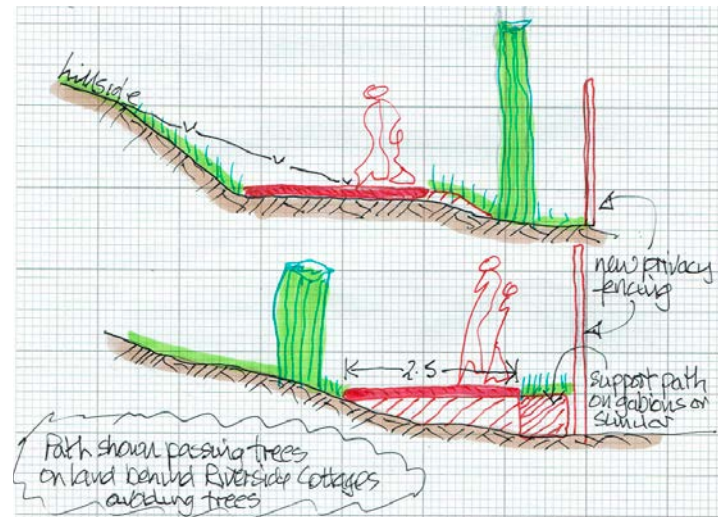 hillside
new privacy
fencing
2.5
support path
on gabions or
similar
Path shown passing trees
on land behind Riverside Cottages
avoiding trees